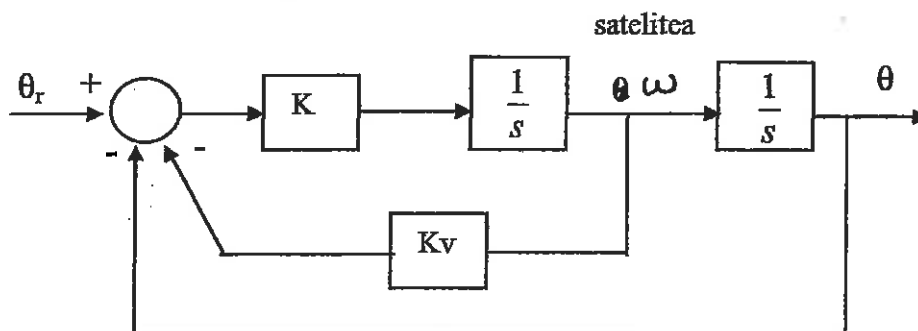 satelitea
θr + K 1/s ω 1/s θ
- -
Kv